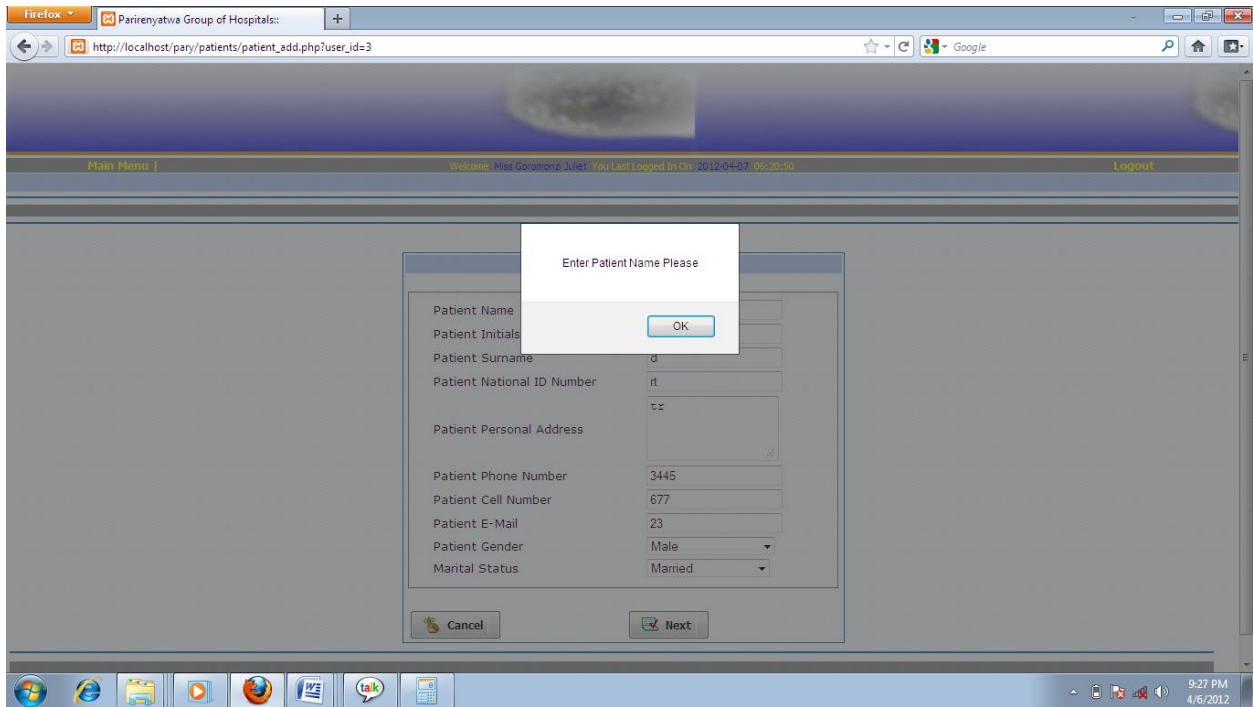 Firefox
Parirenyatwa Group of Hospitals::
+
http://localhost/pary/patients/patient_add.php?user_id=3
Google
Main Menu |
Welcome: Miss Goromonzi Juliet You Last Logged In On: 2012-04-07 06:20:50
Logout
Enter Patient Name Please
OK
Patient Name
Patient Initials
Patient Surname d
Patient National ID Number rt
Patient Personal Address tr
Patient Phone Number 3445
Patient Cell Number 677
Patient E-Mail 23
Patient Gender Male
Marital Status Married
Cancel Next
talk
9:27 PM
4/6/2012